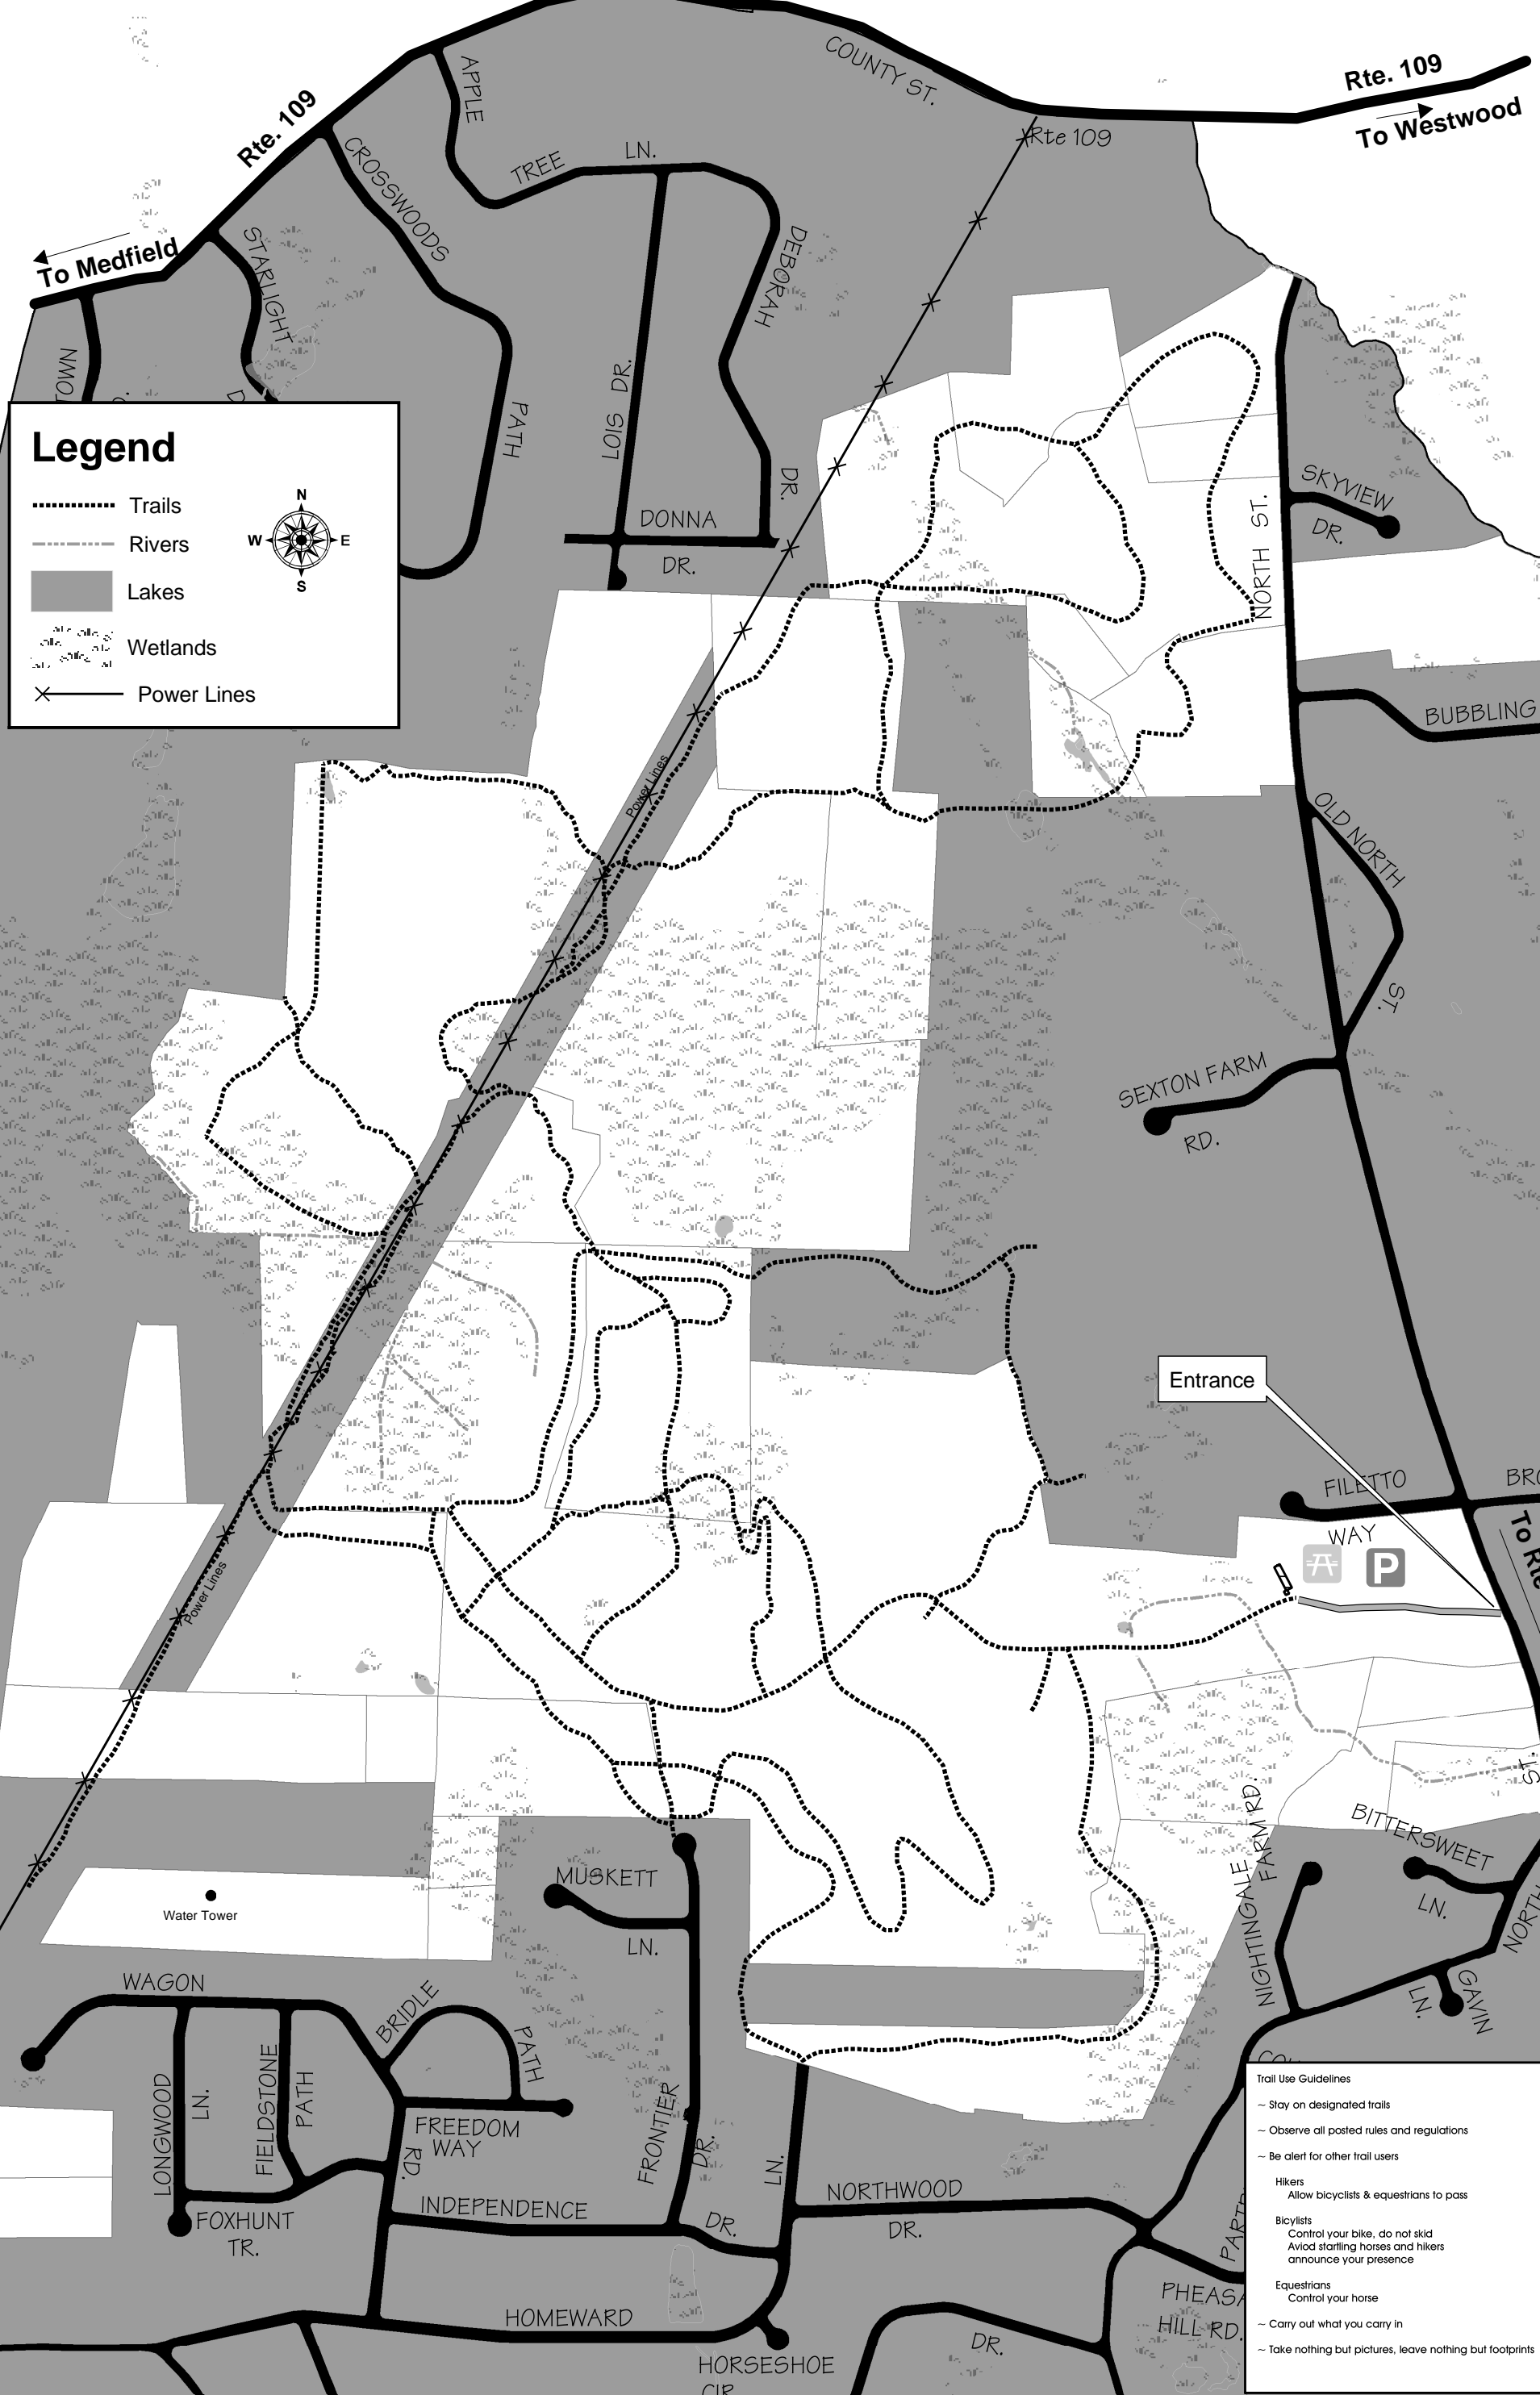 COUNTY ST.
Rte. 109
To Westwood
Rte 109
APPLE
TREE
LN.
Rte. 109
CROSSWOODS
PATH
To Medfield
STARLIGHT
DEBORAH
DR.
LOIS DR.
DONNA
DR.
Legend
Trails
Rivers
Lakes
Wetlands
Power Lines
N
W
E
S
SKYVIEW
DR.
NORTH ST.
BUBBLING
Power Lines
OLD NORTH
ST.
SEXTON FARM
RD.
Entrance
FILETTO
WAY
P
Power Lines
ST.
NIGHTINGALE
FARM RD.
BITTERSWEET
LN.
NORTH
GAVIN
LN.
MUSKETT
LN.
Water Tower
WAGON
BRIDLE
PATH
LONGWOOD
LN.
FIELDSTONE
PATH
FREEDOM
WAY
RD.
FRONTIER
DR.
LN.
FOXHUNT
TR.
INDEPENDENCE
DR.
NORTHWOOD
DR.
HOMEWARD
HORSESHOE
CIR
DR.
HILL RD.
Trail Use Guidelines
~ Stay on designated trails
~ Observe all posted rules and regulations
~ Be alert for other trail users
Hikers
Allow bicyclists & equestrians to pass
Bicylists
Control your bike, do not skid
Aviod startling horses and hikers
announce your presence
Equestrians
Control your horse
~ Carry out what you carry in
~ Take nothing but pictures, leave nothing but footprints